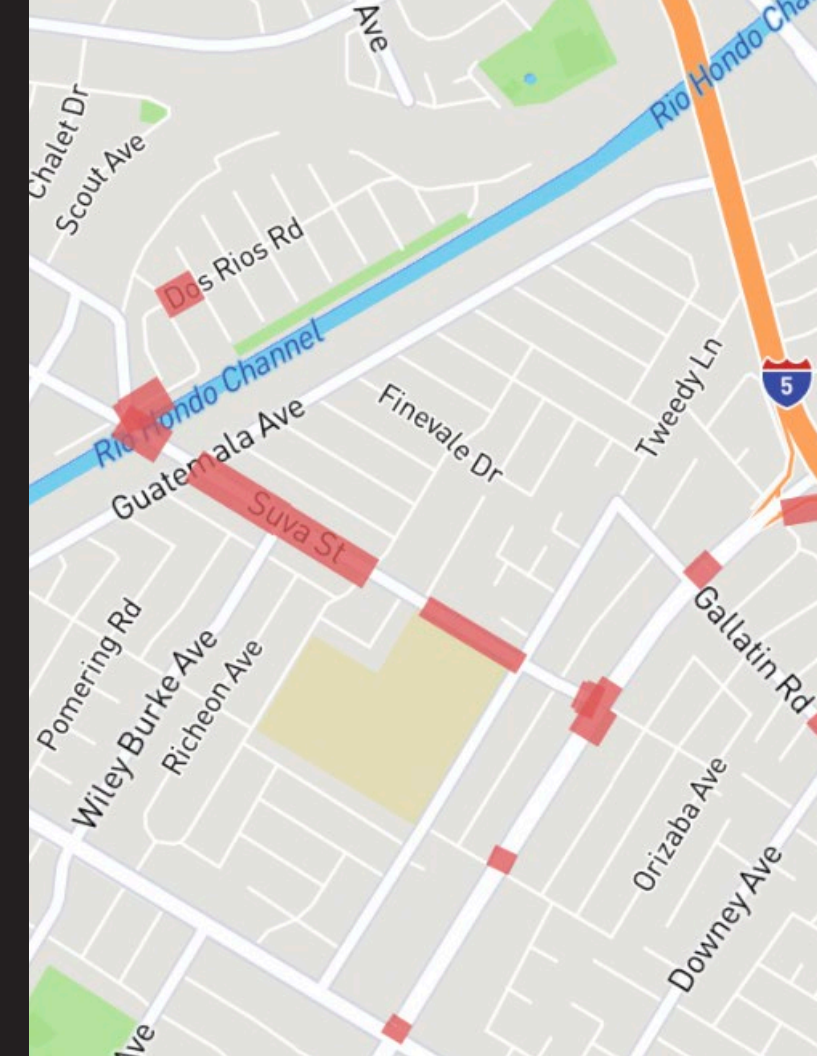 Ave
Rio Hondo Cha
Chalet Dr
Scout Ave
Dos Rios Rd
Rio Hondo Channel
Guatemala Ave
Finevale Dr
Tweedy Ln
5
Suva St
Gallatin Rd
Pomering Rd
Wiley Burke Ave
Richeon Ave
Orizaba Ave
Downey Ave
Ave